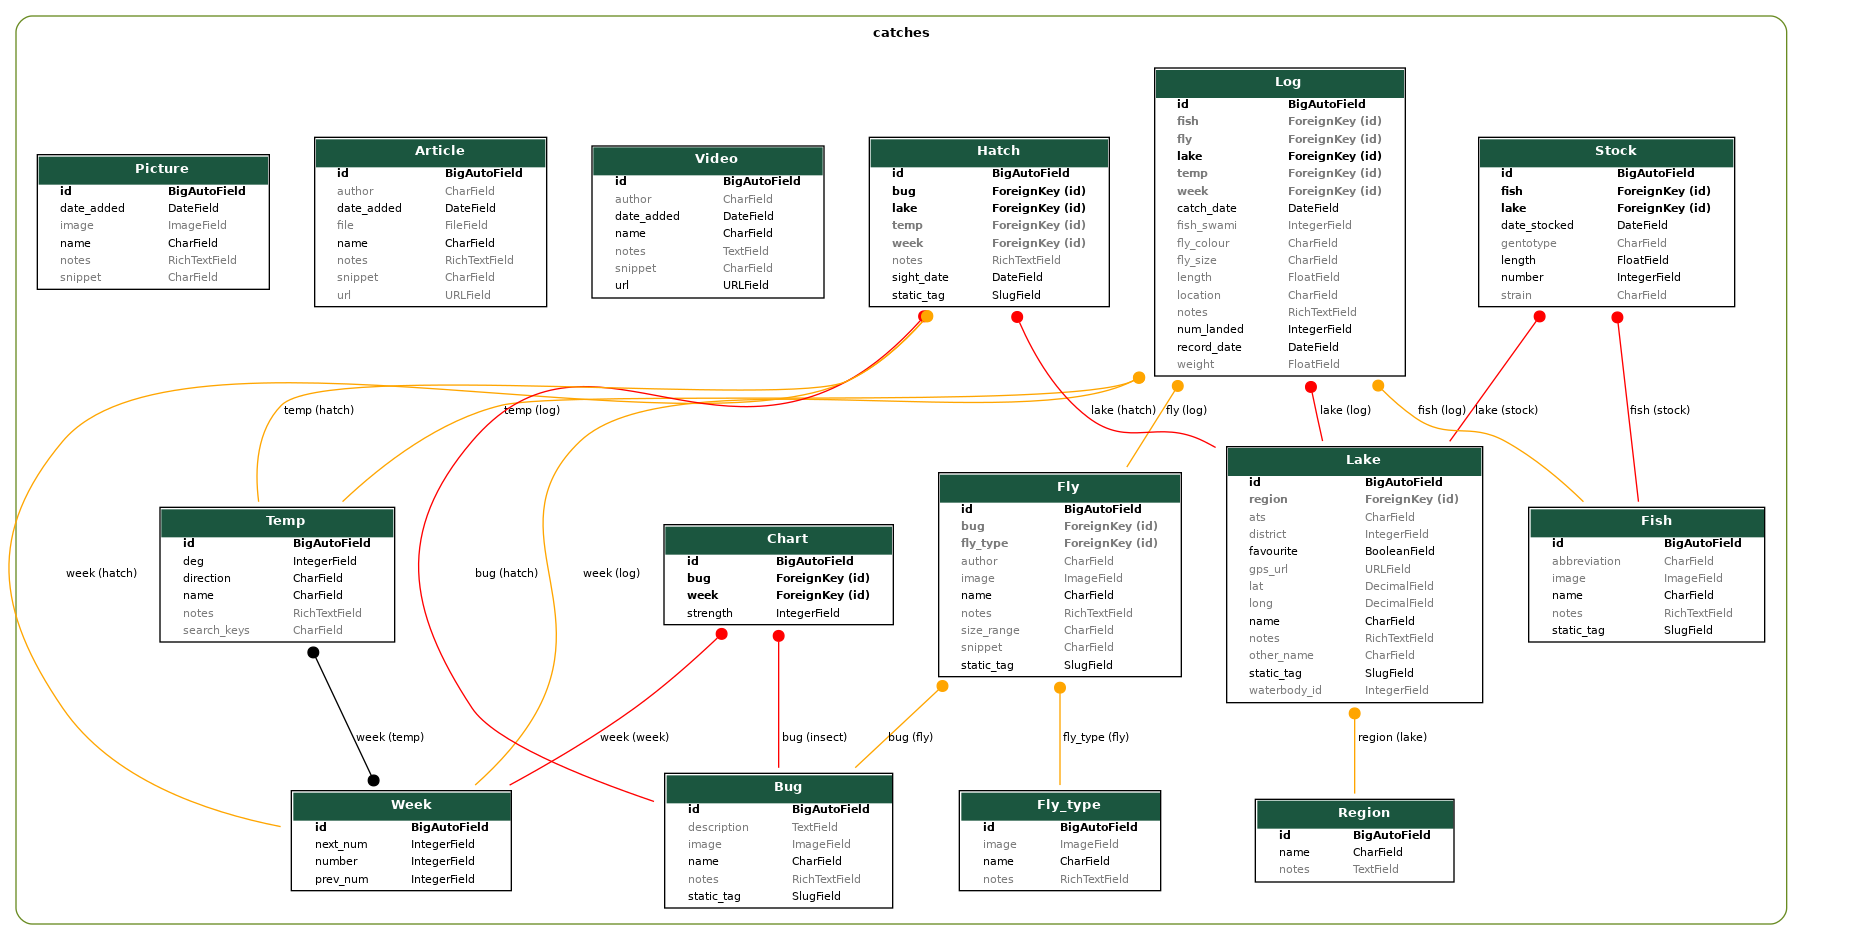 catches
Picture
id BigAutoField
date_added DateField
image ImageField
name CharField
notes RichTextField
snippet CharField
Article
id BigAutoField
author CharField
date_added DateField
file FileField
name CharField
notes RichTextField
snippet CharField
url URLField
Video
id BigAutoField
author CharField
date_added DateField
name CharField
notes TextField
snippet CharField
url URLField
Hatch
id BigAutoField
bug ForeignKey (id)
lake ForeignKey (id)
temp ForeignKey (id)
week ForeignKey (id)
notes RichTextField
sight_date DateField
static_tag SlugField
Log
id BigAutoField
fish ForeignKey (id)
fly ForeignKey (id)
lake ForeignKey (id)
temp ForeignKey (id)
week ForeignKey (id)
catch_date DateField
fish_swami IntegerField
fly_colour CharField
fly_size CharField
length FloatField
location CharField
notes RichTextField
num_landed IntegerField
record_date DateField
weight FloatField
Stock
id BigAutoField
fish ForeignKey (id)
lake ForeignKey (id)
date_stocked DateField
gentotype CharField
length FloatField
number IntegerField
strain CharField
temp (hatch)
temp (log)
lake (hatch)
fly (log)
lake (log)
fish (log)
lake (stock)
fish (stock)
Temp
id BigAutoField
deg IntegerField
direction CharField
name CharField
notes RichTextField
search_keys CharField
Chart
id BigAutoField
bug ForeignKey (id)
week ForeignKey (id)
strength IntegerField
Fly
id BigAutoField
bug ForeignKey (id)
fly_type ForeignKey (id)
author CharField
image ImageField
name CharField
notes RichTextField
size_range CharField
snippet CharField
static_tag SlugField
Lake
id BigAutoField
region ForeignKey (id)
ats CharField
district IntegerField
favourite BooleanField
gps_url URLField
lat DecimalField
long DecimalField
name CharField
notes RichTextField
other_name CharField
static_tag SlugField
waterbody_id IntegerField
Fish
id BigAutoField
abbreviation CharField
image ImageField
name CharField
notes RichTextField
static_tag SlugField
week (hatch)
bug (hatch)
week (log)
week (temp)
week (week)
bug (insect)
bug (fly)
fly_type (fly)
region (lake)
Week
id BigAutoField
next_num IntegerField
number IntegerField
prev_num IntegerField
Bug
id BigAutoField
description TextField
image ImageField
name CharField
notes RichTextField
static_tag SlugField
Fly_type
id BigAutoField
image ImageField
name CharField
notes RichTextField
Region
id BigAutoField
name CharField
notes TextField